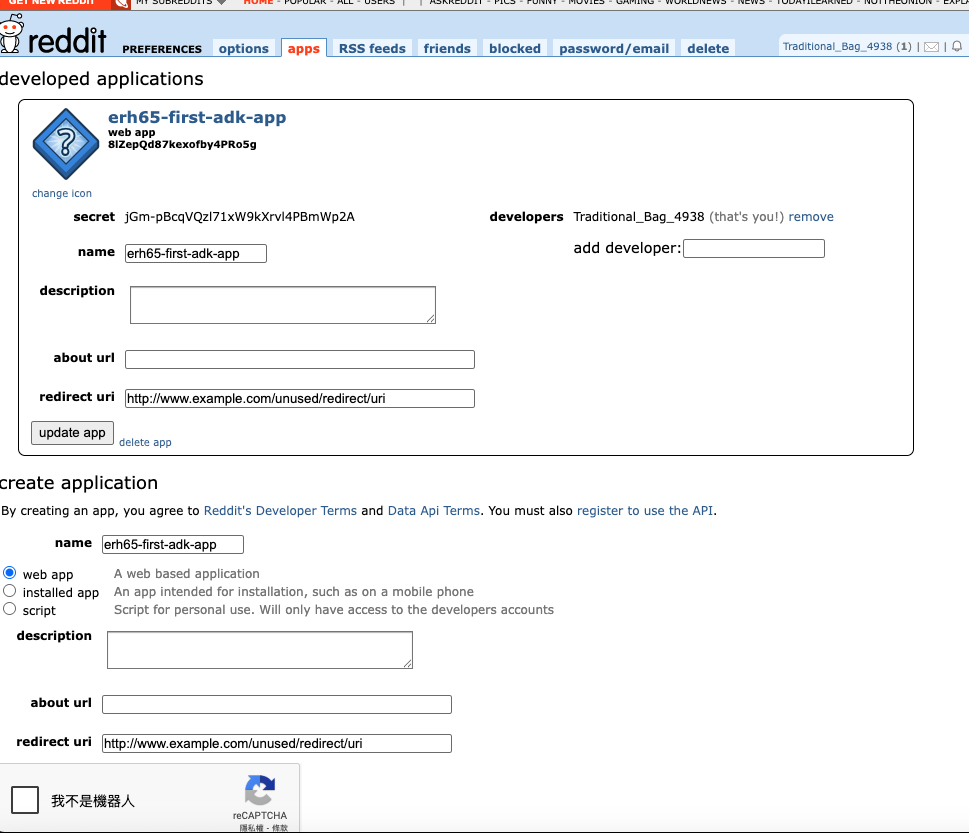 GET NEW REDDIT MY SUBREDDITS HOME - POPULAR - ALL - USERS | ASKREDDIT - PICS - FUNNY - MOVIES - GAMING - WORLDNEWS - NEWS - TODAYILEARNED - NOTTHEONION - EXPLA
reddit PREFERENCES options apps RSS feeds friends blocked password/email delete Traditional_Bag_4938 (1) | |
developed applications
erh65-first-adk-app
web app
8lZepQd87kexofby4PRo5g
change icon
secret jGm-pBcqVQzl71xW9kXrvl4PBmWp2A developers Traditional_Bag_4938 (that's you!) remove
name erh65-first-adk-app add developer:
description
about url
redirect uri http://www.example.com/unused/redirect/uri
update app delete app
create application
By creating an app, you agree to Reddit's Developer Terms and Data Api Terms. You must also register to use the API.
name erh65-first-adk-app
web app A web based application
installed app An app intended for installation, such as on a mobile phone
script Script for personal use. Will only have access to the developers accounts
description
about url
redirect uri http://www.example.com/unused/redirect/uri
我不是機器人
reCAPTCHA
隱私權 - 條款